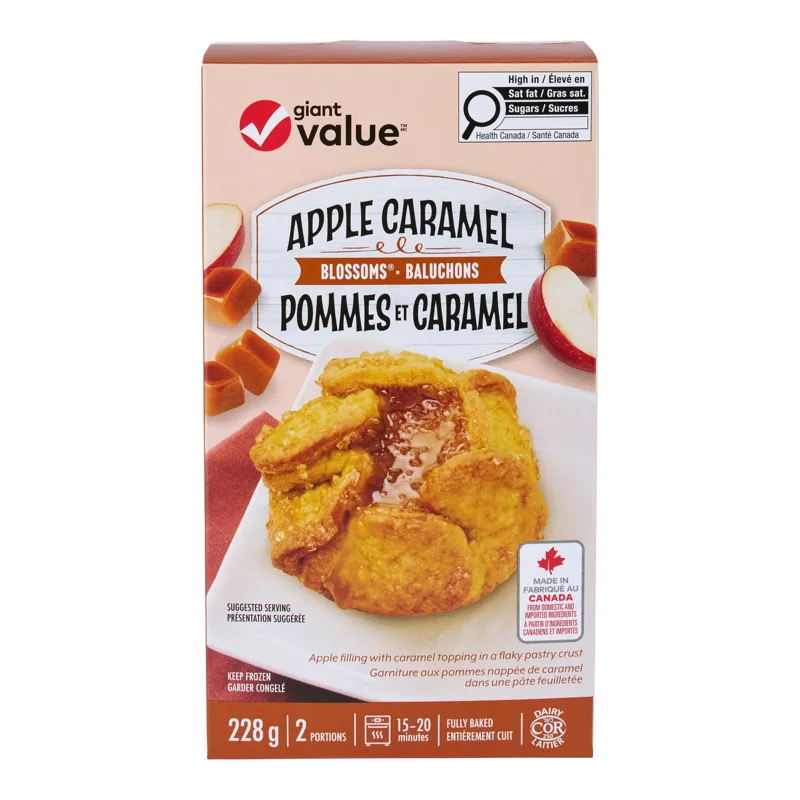 giant
value™
MC
High in / Élevé en
Sat fat / Gras sat.
Sugars / Sucres
Health Canada / Santé Canada
APPLE CARAMEL
BLOSSOMS® • BALUCHONS
POMMES ET CARAMEL
MADE IN
FABRIQUÉ AU
CANADA
FROM DOMESTIC AND
IMPORTED INGREDIENTS
À PARTIR D'INGRÉDIENTS
CANADIENS ET IMPORTÉS
SUGGESTED SERVING
PRÉSENTATION SUGGÉRÉE
Apple filling with caramel topping in a flaky pastry crust
Garniture aux pommes nappée de caramel
dans une pâte feuilletée
KEEP FROZEN
GARDER CONGELÉ
228 g
2 PORTIONS
15–20
minutes
FULLY BAKED
ENTIÈREMENT CUIT
DAIRY
COR
250
LAITIER